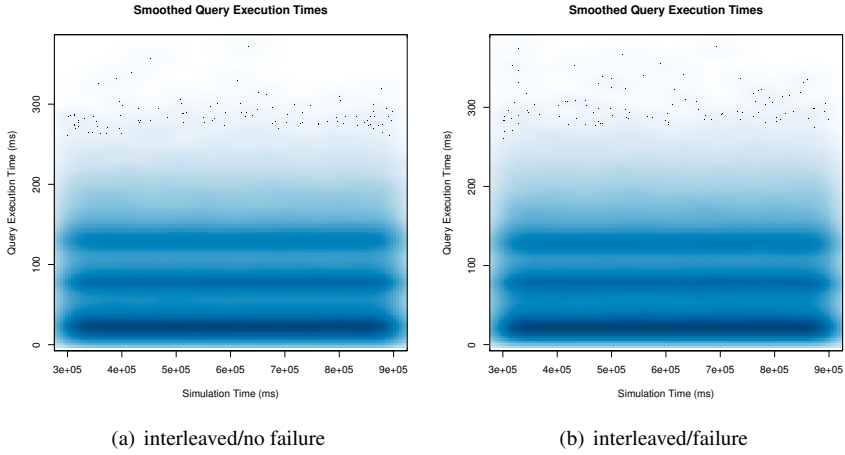 Smoothed Query Execution Times
Query Execution Time (ms)
300
200
100
0
3e+05 4e+05 5e+05 6e+05 7e+05 8e+05 9e+05
Simulation Time (ms)
(a) interleaved/no failure
Smoothed Query Execution Times
Query Execution Time (ms)
300
200
100
0
3e+05 4e+05 5e+05 6e+05 7e+05 8e+05 9e+05
Simulation Time (ms)
(b) interleaved/failure